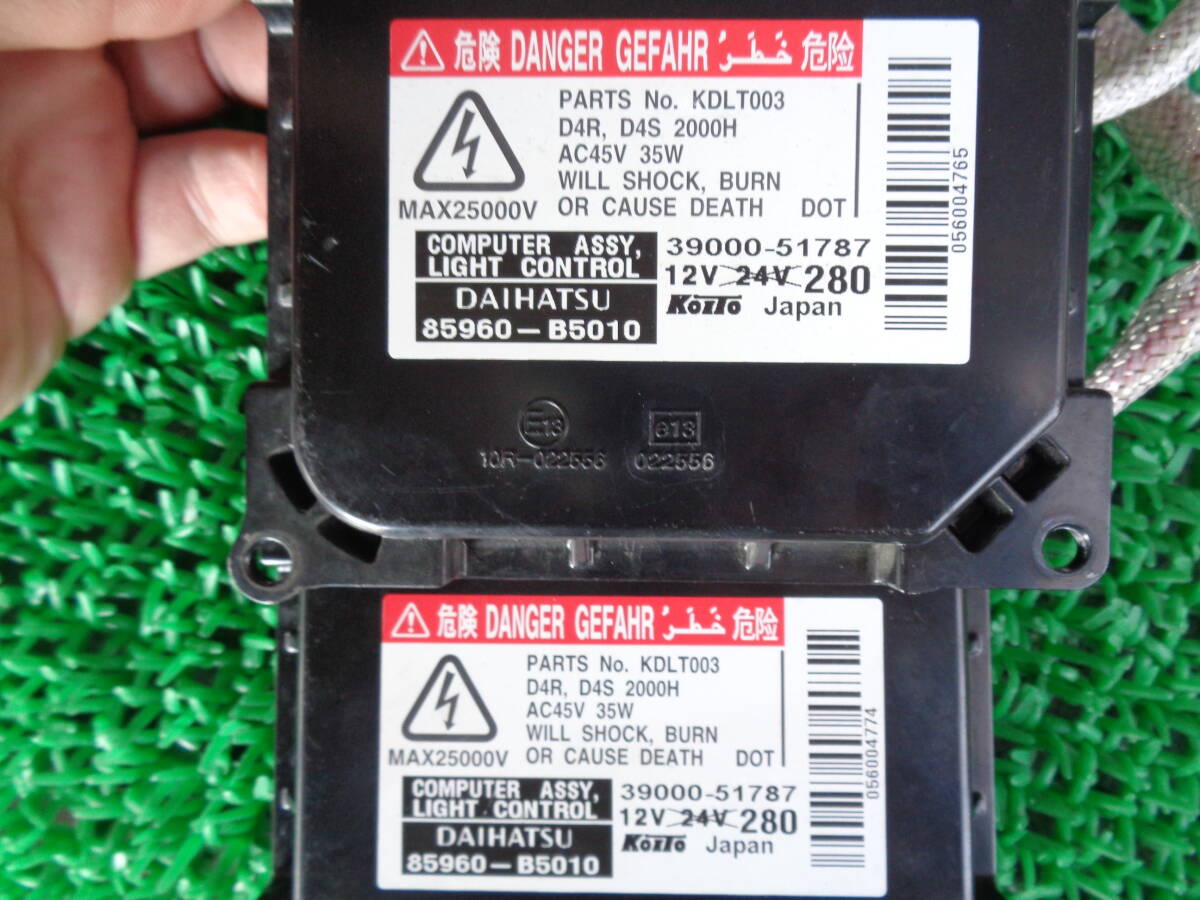 危険 DANGER GEFAHR خَطَرٌ 危险
PARTS No. KDLT003
D4R, D4S 2000H
AC45V 35W
WILL SHOCK, BURN
OR CAUSE DEATH DOT
MAX25000V
COMPUTER ASSY,
LIGHT CONTROL
DAIHATSU
85960-B5010
39000-51787
12V 24V 280
KOITO Japan
056004765
E13
10R-022556
e13
022556
危険 DANGER GEFAHR خَطَرٌ 危险
PARTS No. KDLT003
D4R, D4S 2000H
AC45V 35W
WILL SHOCK, BURN
OR CAUSE DEATH DOT
MAX25000V
COMPUTER ASSY,
LIGHT CONTROL
DAIHATSU
85960-B5010
39000-51787
12V 24V 280
KOITO Japan
056004774